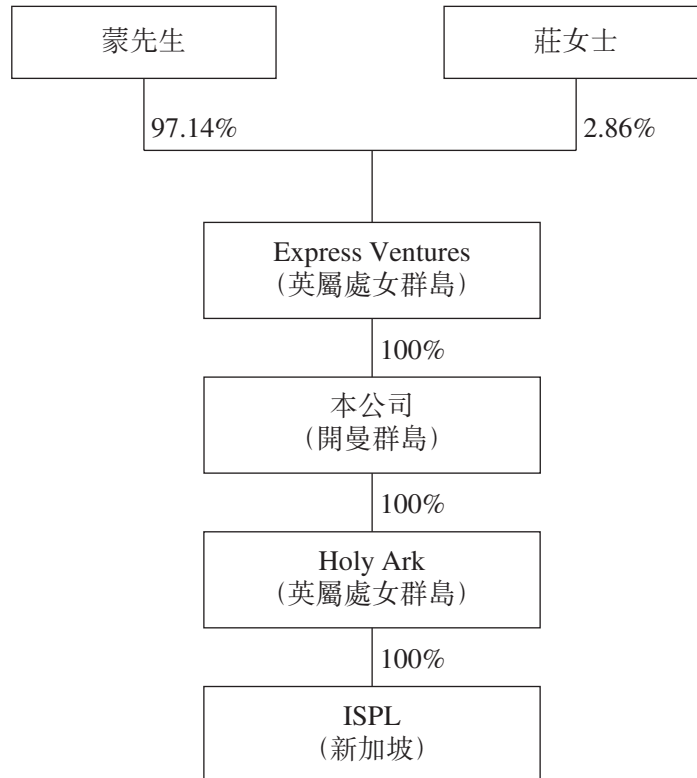 蒙先生
莊女士
97.14%
2.86%
Express Ventures
（英屬處女群島）
100%
本公司
（開曼群島）
100%
Holy Ark
（英屬處女群島）
100%
ISPL
（新加坡）